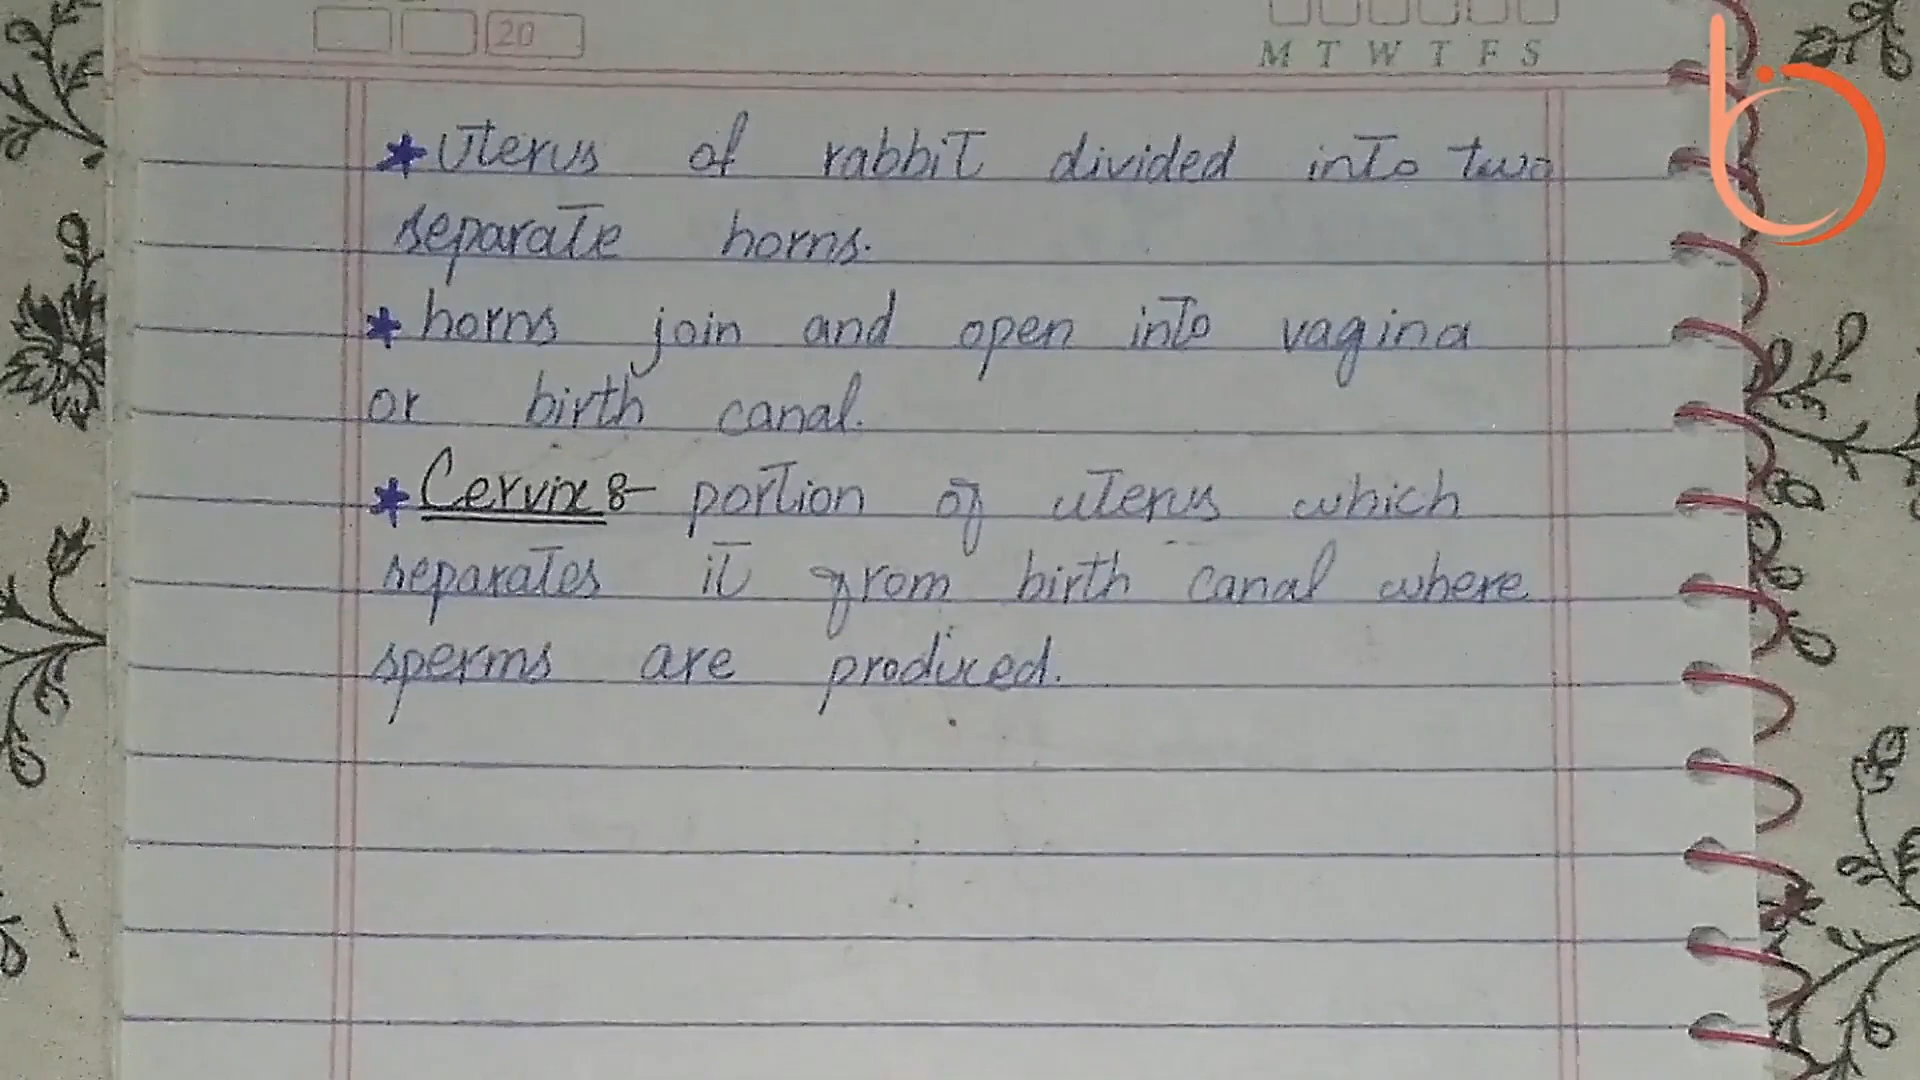 20
M T W T F S
* Uterus of rabbit divided into two
separate horns.
* horns join and open into vagina
or birth canal.
* Cervix :- portion of uterus which
separates it from birth canal where
sperms are produced.